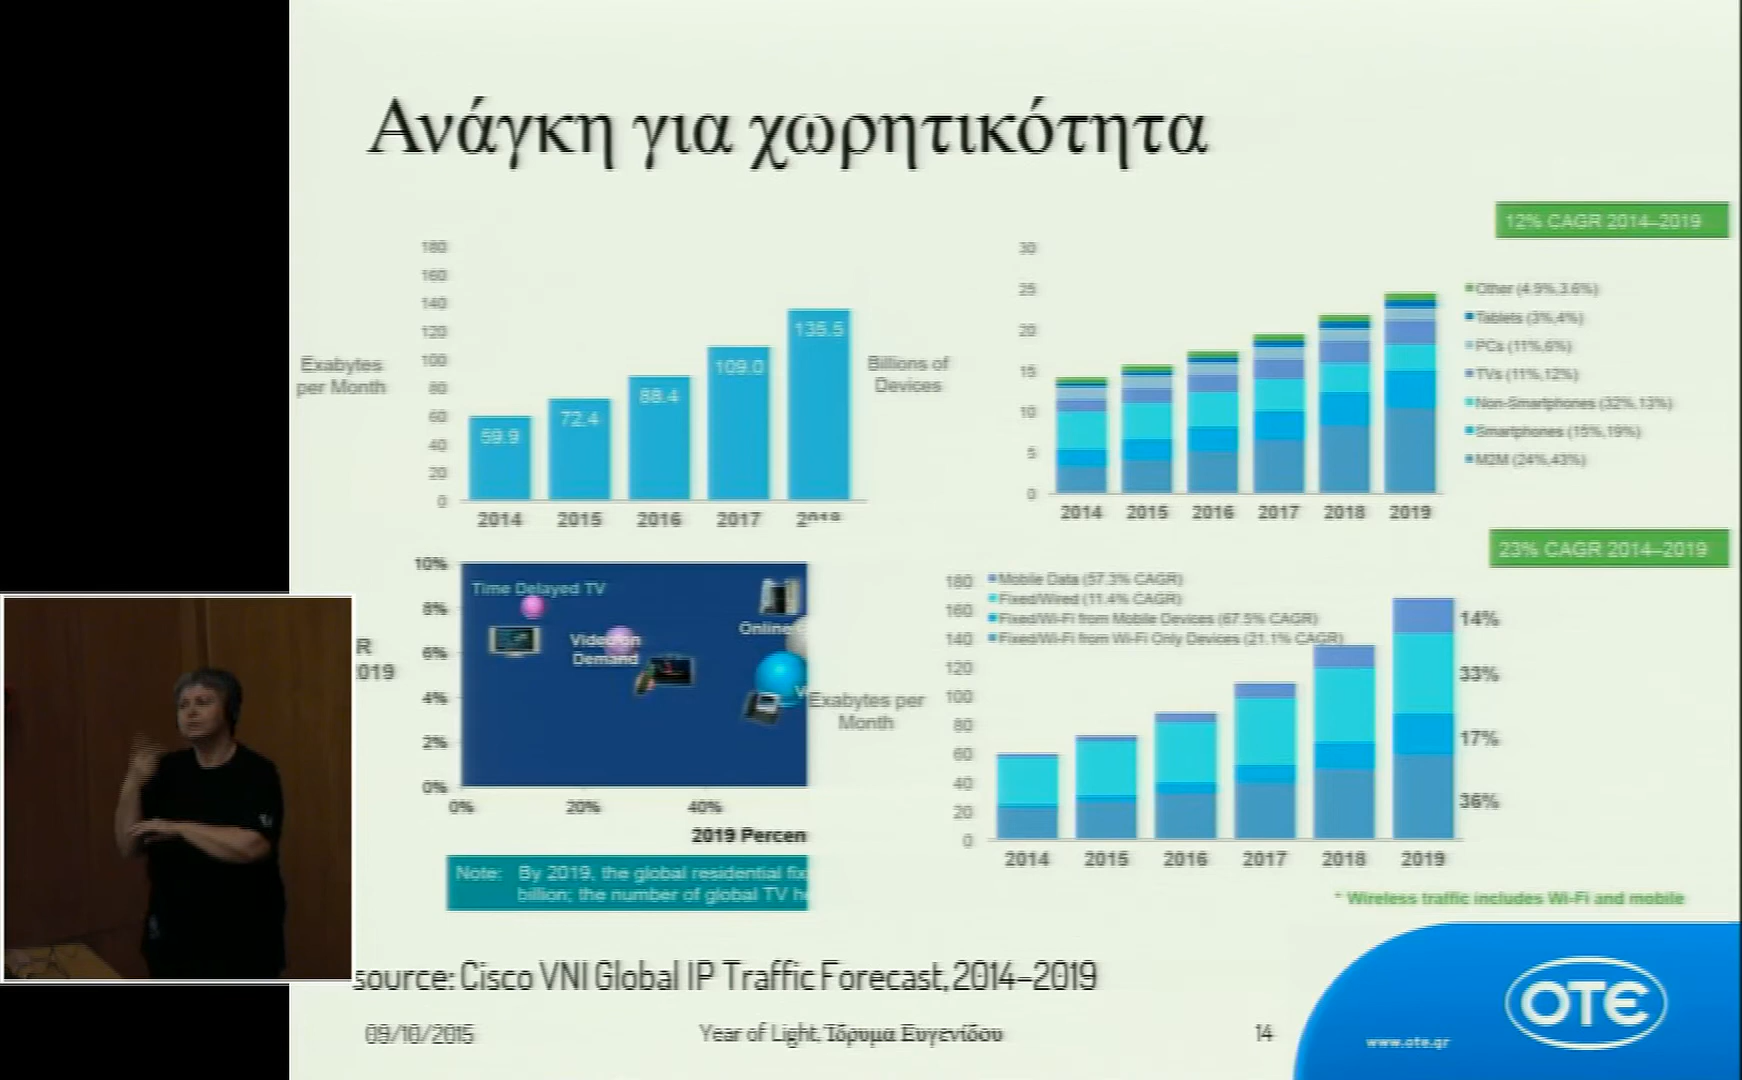 Ανάγκη για χωρητικότητα
180
160
140
120
100
80
60
40
20
0
Exabytes
per Month
59.9
72.4
88.4
109.0
135.5
2014 2015 2016 2017 2018
12% CAGR 2014–2019
30
25
20
15
10
5
0
Billions of
Devices
2014 2015 2016 2017 2018 2019
Other (4.9%,3.6%)
Tablets (3%,4%)
PCs (11%,6%)
TVs (11%,12%)
Non-Smartphones (32%,13%)
Smartphones (15%,19%)
M2M (24%,43%)
10%
8%
6%
4%
2%
0%
R
019
Time Delayed TV
Video on
Demand
Online
V
0% 20% 40%
2019 Percen
Note: By 2019, the global residential fix
billion; the number of global TV h
23% CAGR 2014–2019
180
160
140
120
100
80
60
40
20
0
Mobile Data (57.3% CAGR)
Fixed/Wired (11.4% CAGR)
Fixed/Wi-Fi from Mobile Devices (67.5% CAGR)
Fixed/Wi-Fi from Wi-Fi Only Devices (21.1% CAGR)
Exabytes per
Month
14%
33%
17%
36%
2014 2015 2016 2017 2018 2019
* Wireless traffic includes Wi-Fi and mobile
source: Cisco VNI Global IP Traffic Forecast, 2014–2019
09/10/2015
Year of Light, Ίδρυμα Ευγενίδου
14
www.ote.gr
OTE